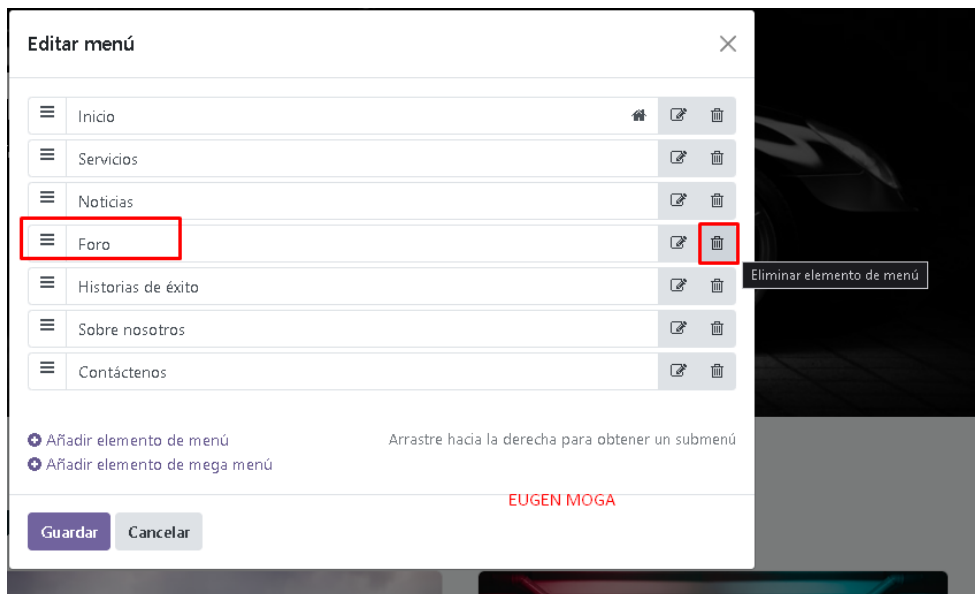 Editar menú
Inicio
Servicios
Noticias
Foro
Eliminar elemento de menú
Historias de éxito
Sobre nosotros
Contáctenos
Añadir elemento de menú
Arrastre hacia la derecha para obtener un submenú
Añadir elemento de mega menú
EUGEN MOGA
Guardar
Cancelar